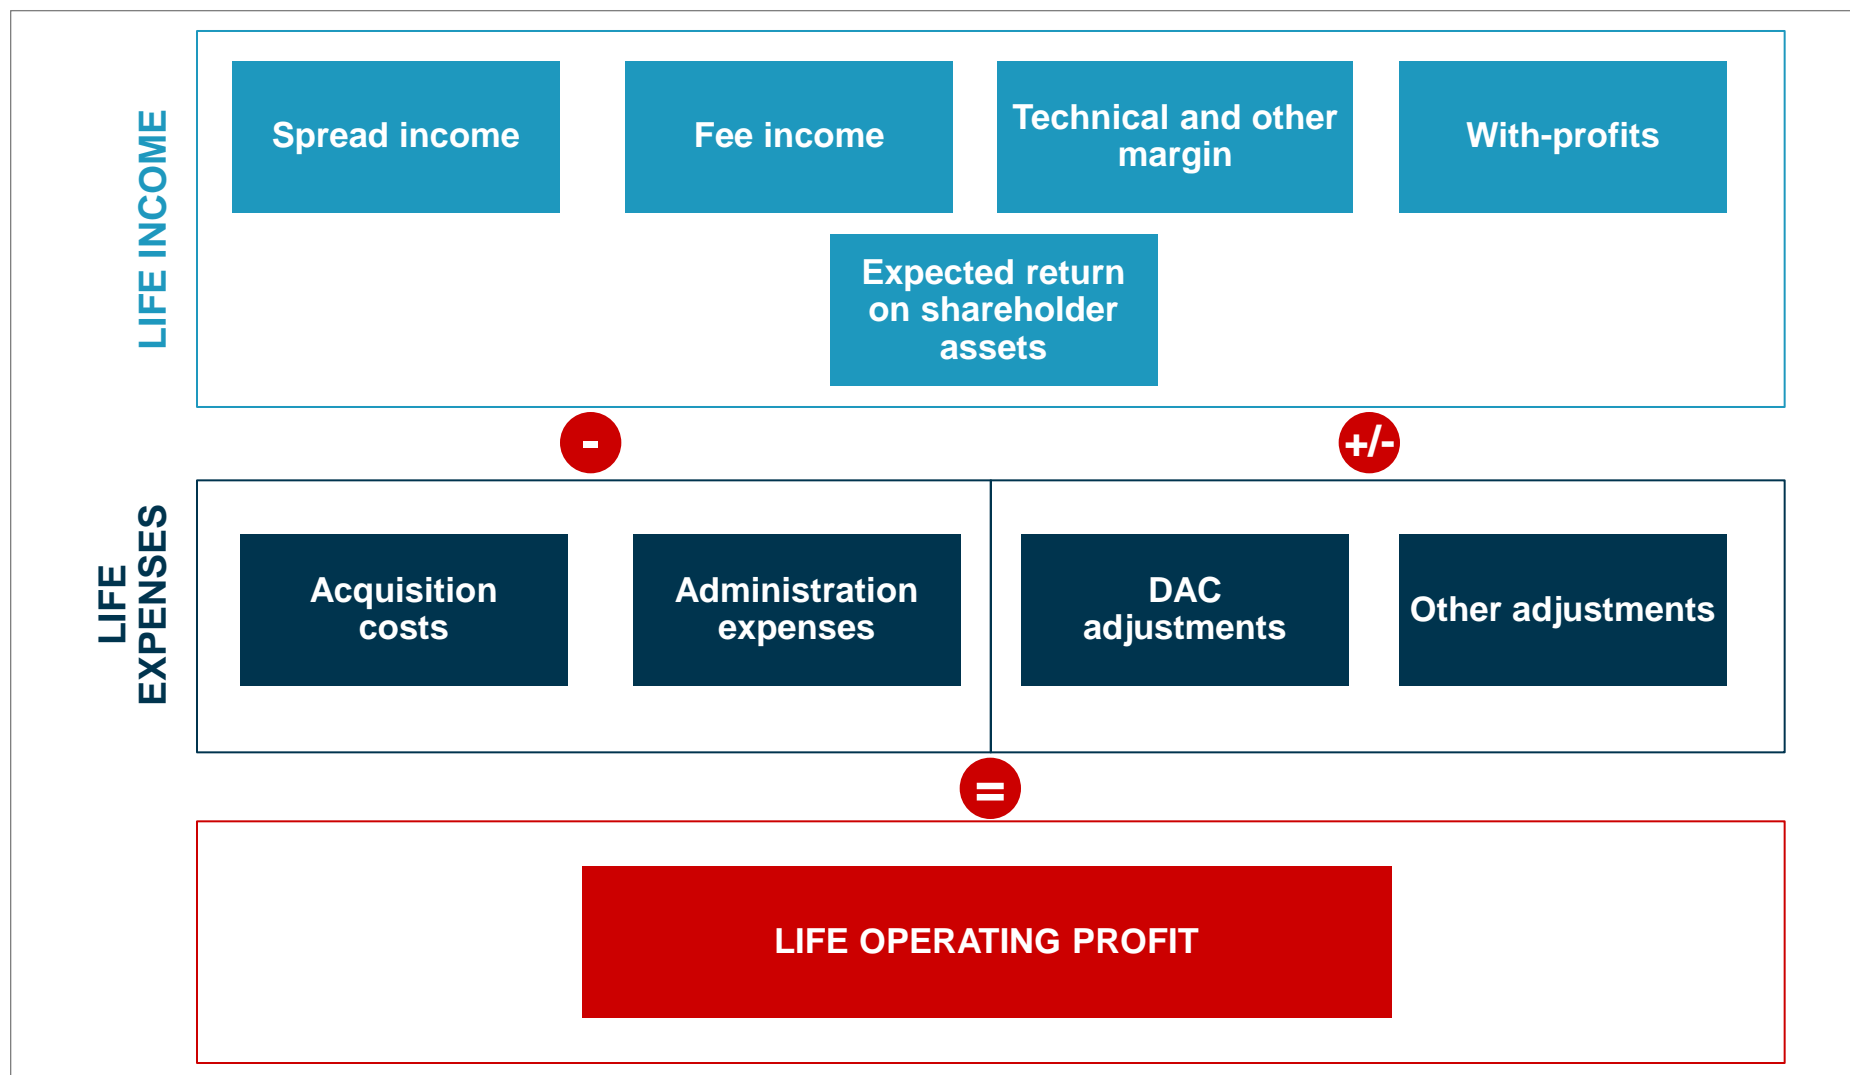 LIFE INCOME
Spread income
Fee income
Technical and other
margin
With-profits
Expected return
on shareholder
assets
-
+/-
LIFE
EXPENSES
Acquisition
costs
Administration
expenses
DAC
adjustments
Other adjustments
=
LIFE OPERATING PROFIT